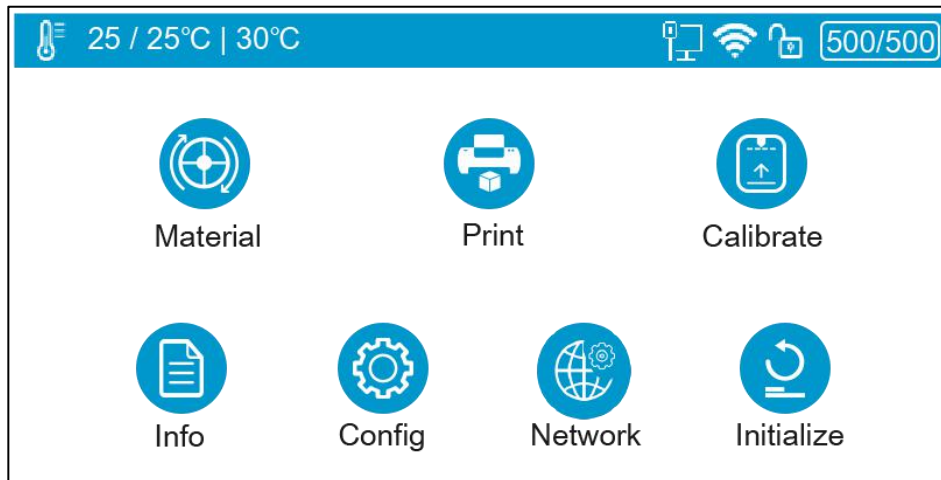 25 / 25°C | 30°C 500/500
Material Print Calibrate
Info Config Network Initialize